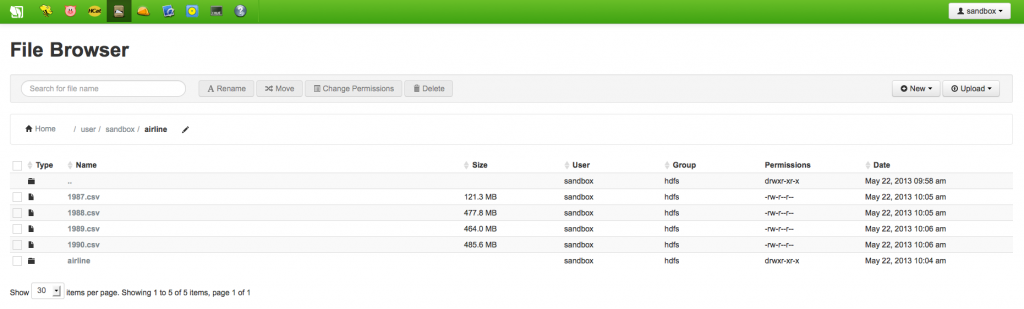 HCat
sandbox
File Browser
Search for file name Rename Move Change Permissions Delete New Upload
Home / user / sandbox / airline
Type Name Size User Group Permissions Date
.. sandbox hdfs drwxr-xr-x May 22, 2013 09:58 am
1987.csv 121.3 MB sandbox hdfs -rw-r--r-- May 22, 2013 10:05 am
1988.csv 477.8 MB sandbox hdfs -rw-r--r-- May 22, 2013 10:05 am
1989.csv 464.0 MB sandbox hdfs -rw-r--r-- May 22, 2013 10:06 am
1990.csv 485.6 MB sandbox hdfs -rw-r--r-- May 22, 2013 10:06 am
airline sandbox hdfs drwxr-xr-x May 22, 2013 10:04 am
Show 30 items per page. Showing 1 to 5 of 5 items, page 1 of 1